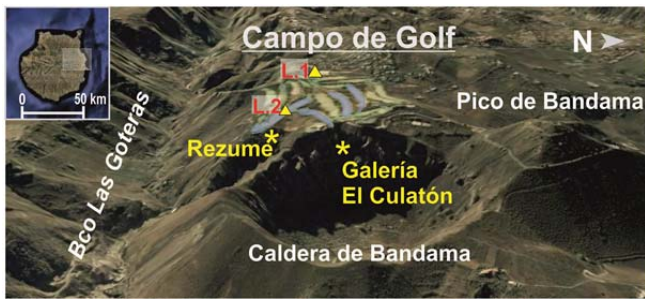 Campo de Golf
N
0 50 km
L.1
L.2
Pico de Bandama
Rezume
Galería
El Culatón
Bco Las Goteras
Caldera de Bandama